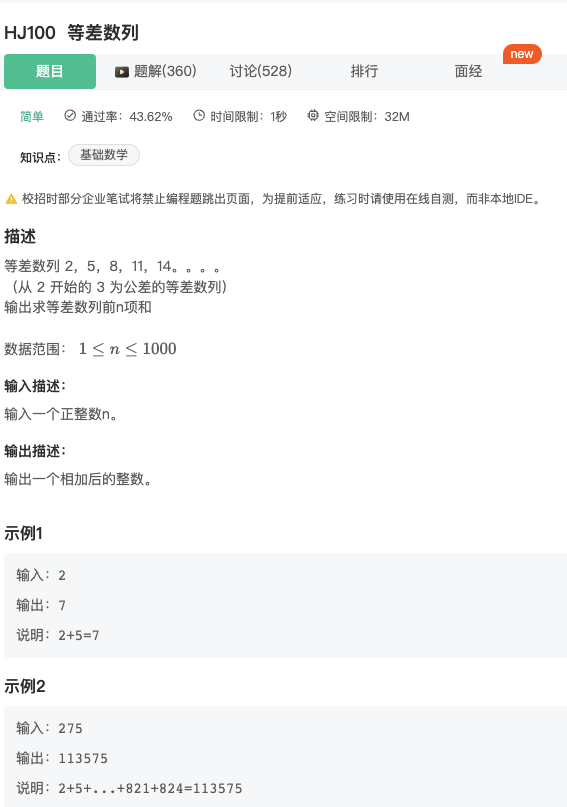 HJ100 等差数列
new
题目 题解(360) 讨论(528) 排行 面经
简单 通过率：43.62% 时间限制：1秒 空间限制：32M
知识点： 基础数学
校招时部分企业笔试将禁止编程题跳出页面，为提前适应，练习时请使用在线自测，而非本地IDE。
描述
等差数列 2，5，8，11，14。。。。
（从 2 开始的 3 为公差的等差数列）
输出求等差数列前n项和
数据范围： 1 ≤ n ≤ 1000
输入描述：
输入一个正整数n。
输出描述：
输出一个相加后的整数。
示例1
输入：2
输出：7
说明：2+5=7
示例2
输入：275
输出：113575
说明：2+5+...+821+824=113575